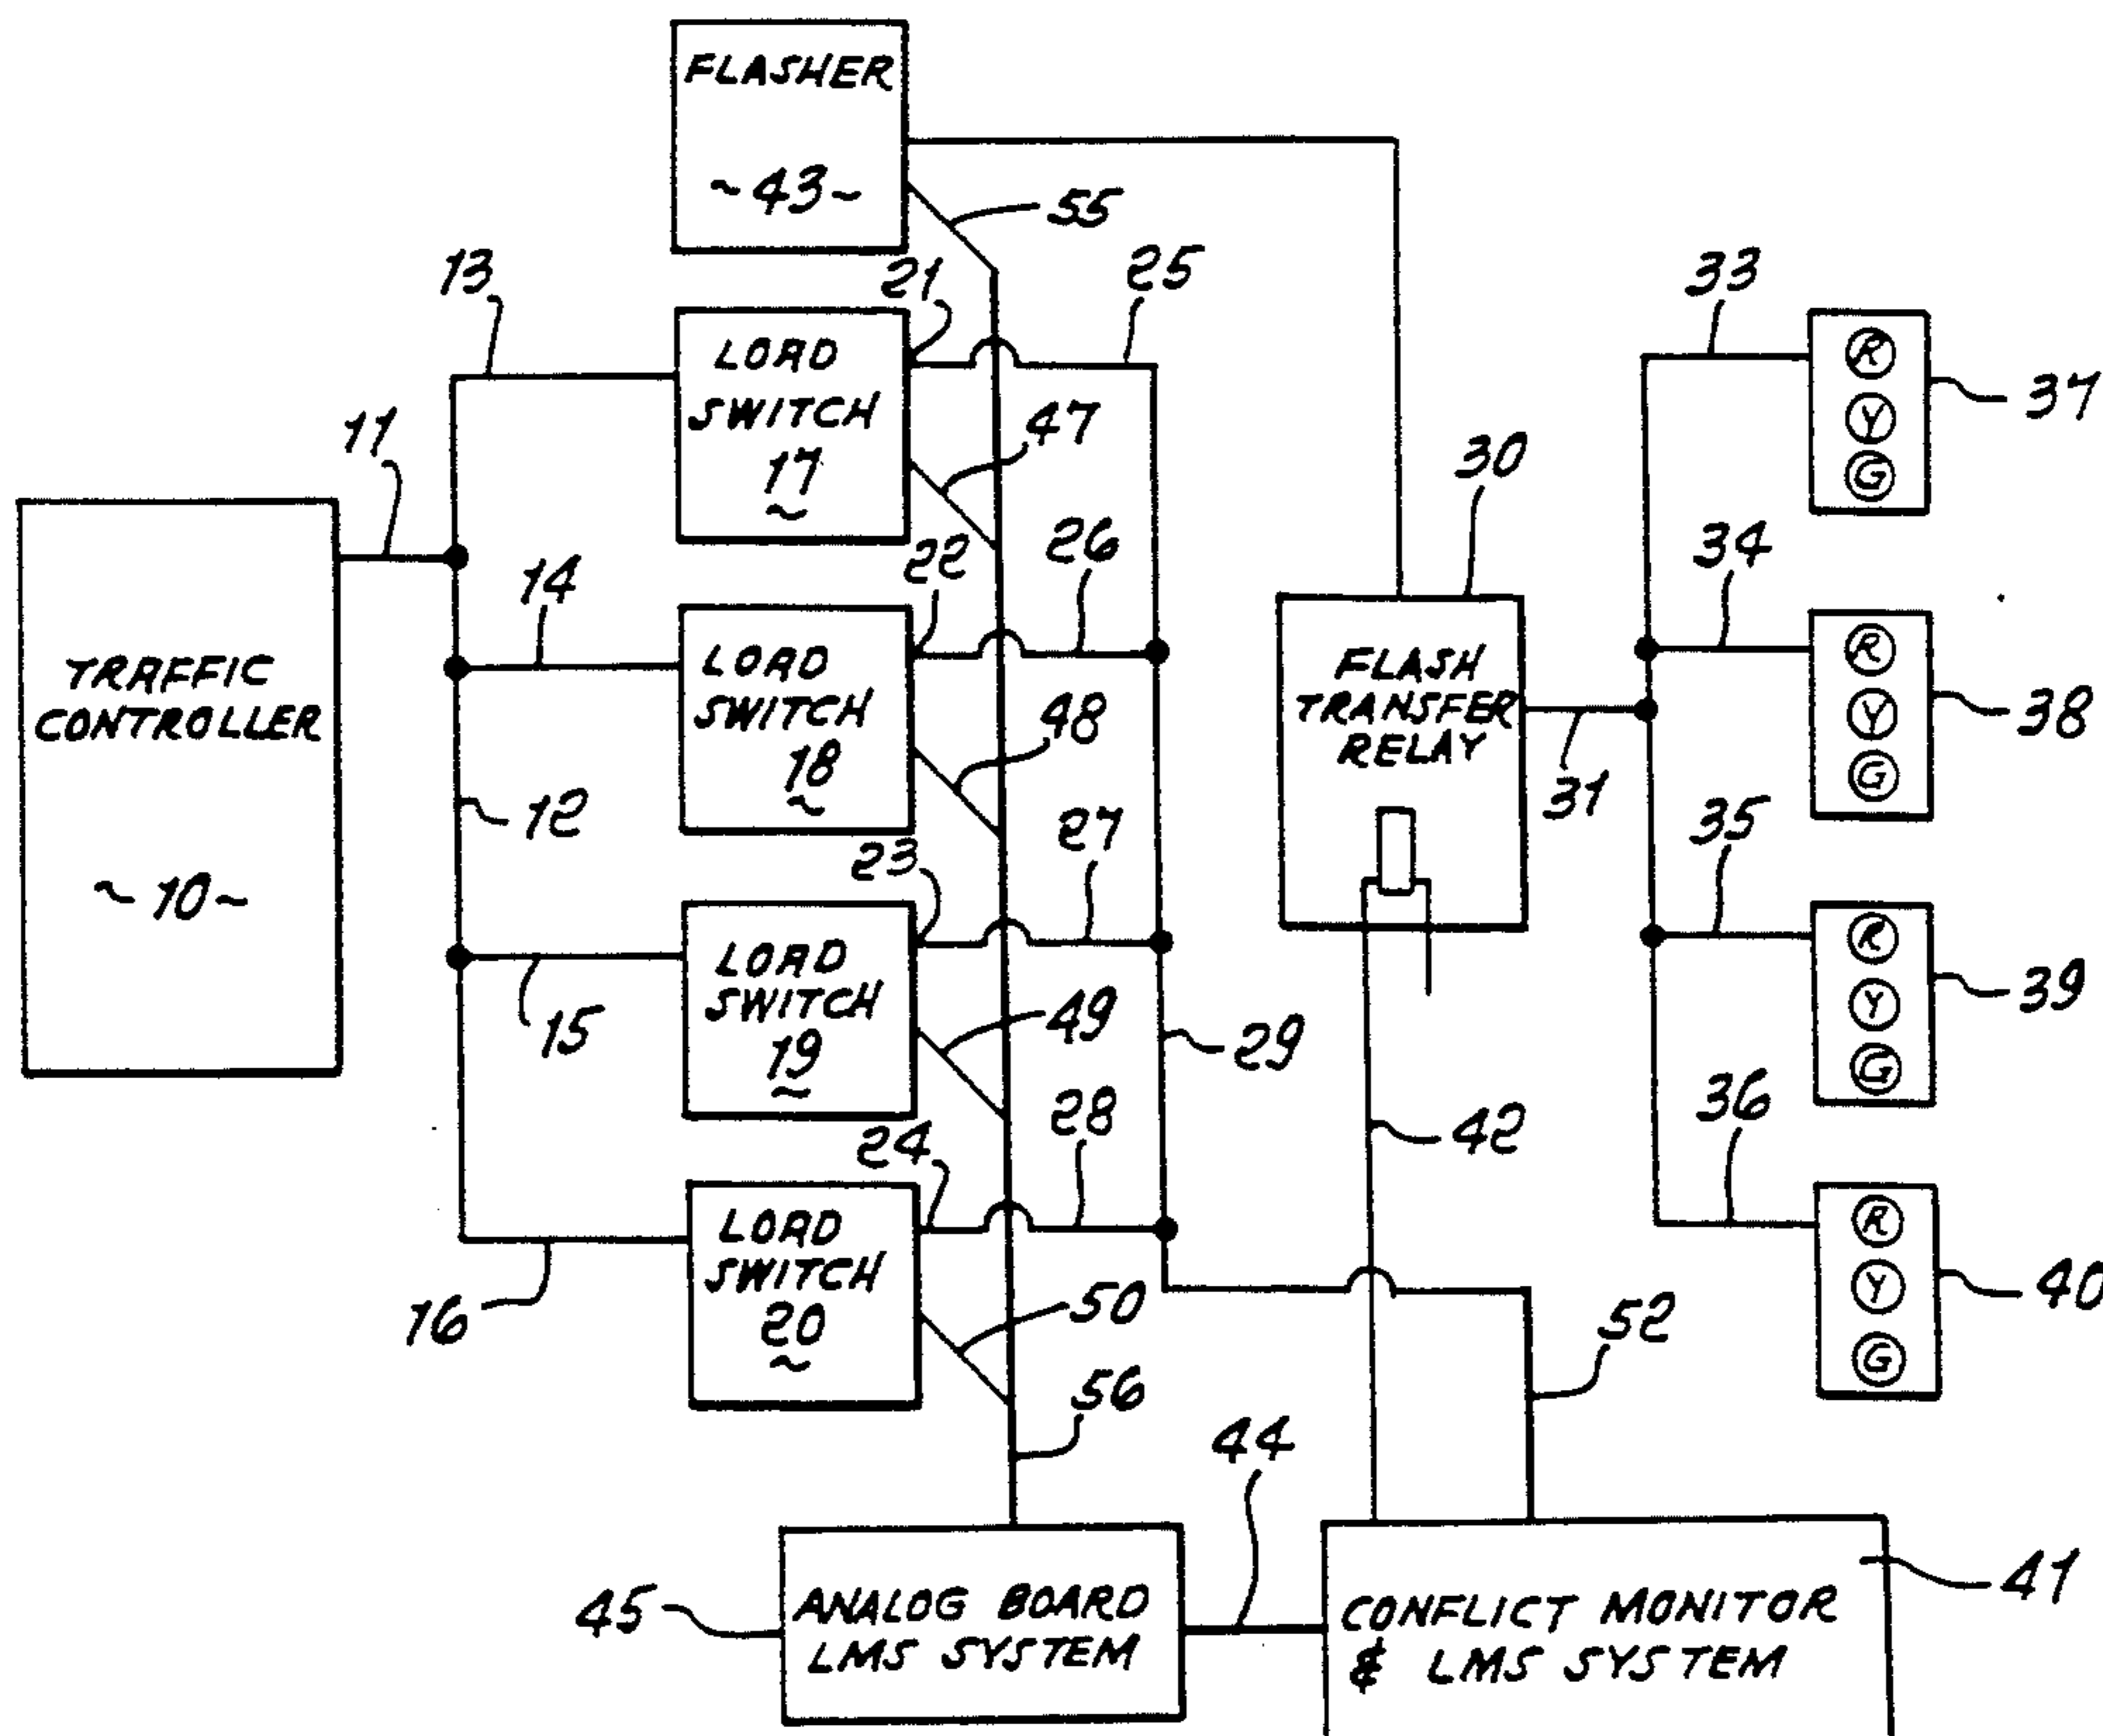 FLASHER
~43~
55
13
21
25
33
LOAD
SWITCH
17
11
47
37
30
TRAFFIC
CONTROLLER
~10~
14
22
26
34
LOAD
SWITCH
18
48
FLASH
TRANSFER
RELAY
31
38
12
23
27
35
LOAD
SWITCH
19
15
49
29
39
24
28
42
36
LOAD
SWITCH
20
16
50
52
40
56
44
45
ANALOG BOARD
LMS SYSTEM
CONFLICT MONITOR
& LMS SYSTEM
41
R
Y
G
R
Y
G
R
Y
G
R
Y
G